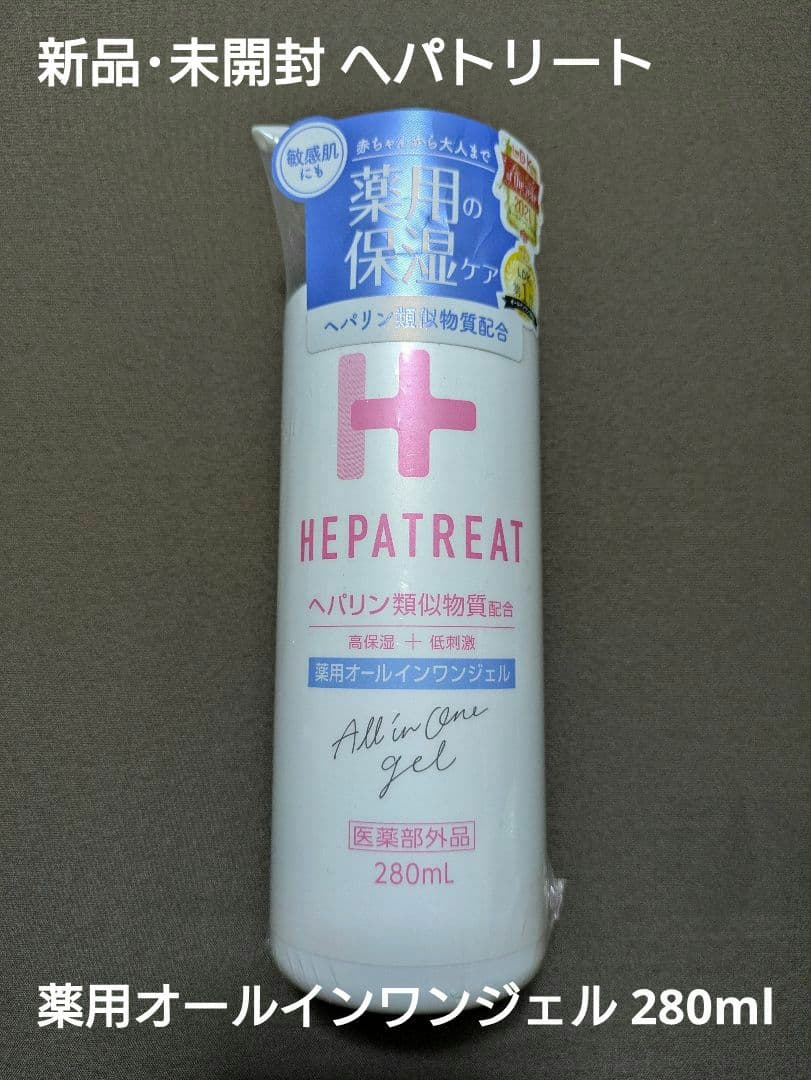 新品･未開封 ヘパトリート
敏感肌
にも
赤ちゃんから大人まで
薬用の
保湿ケア
ヘパリン類似物質配合
HEPATREAT
ヘパリン類似物質配合
高保湿 + 低刺激
薬用オールインワンジェル
All in One
gel
医薬部外品
280mL
薬用オールインワンジェル 280ml